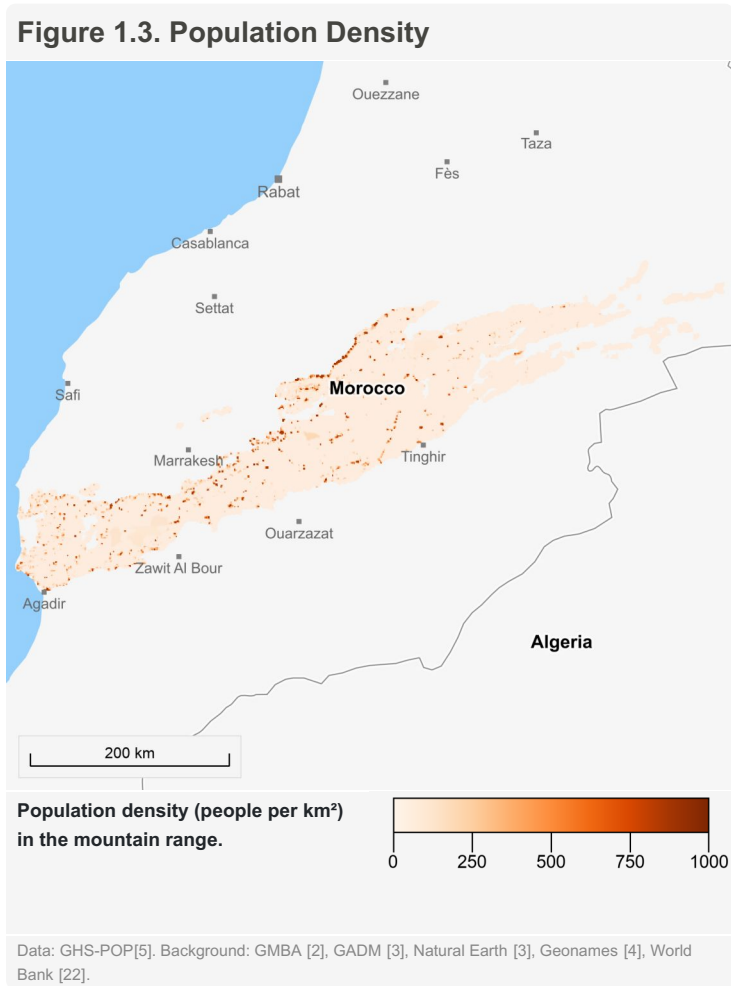 Figure 1.3. Population Density
Ouezzane
Taza
Fès
Rabat
Casablanca
Settat
Safi
Morocco
Marrakesh
Tinghir
Ouarzazat
Zawit Al Bour
Agadir
Algeria
200 km
Population density (people per km²)
in the mountain range.
0 250 500 750 1000
Data: GHS-POP[5]. Background: GMBA [2], GADM [3], Natural Earth [3], Geonames [4], World
Bank [22].